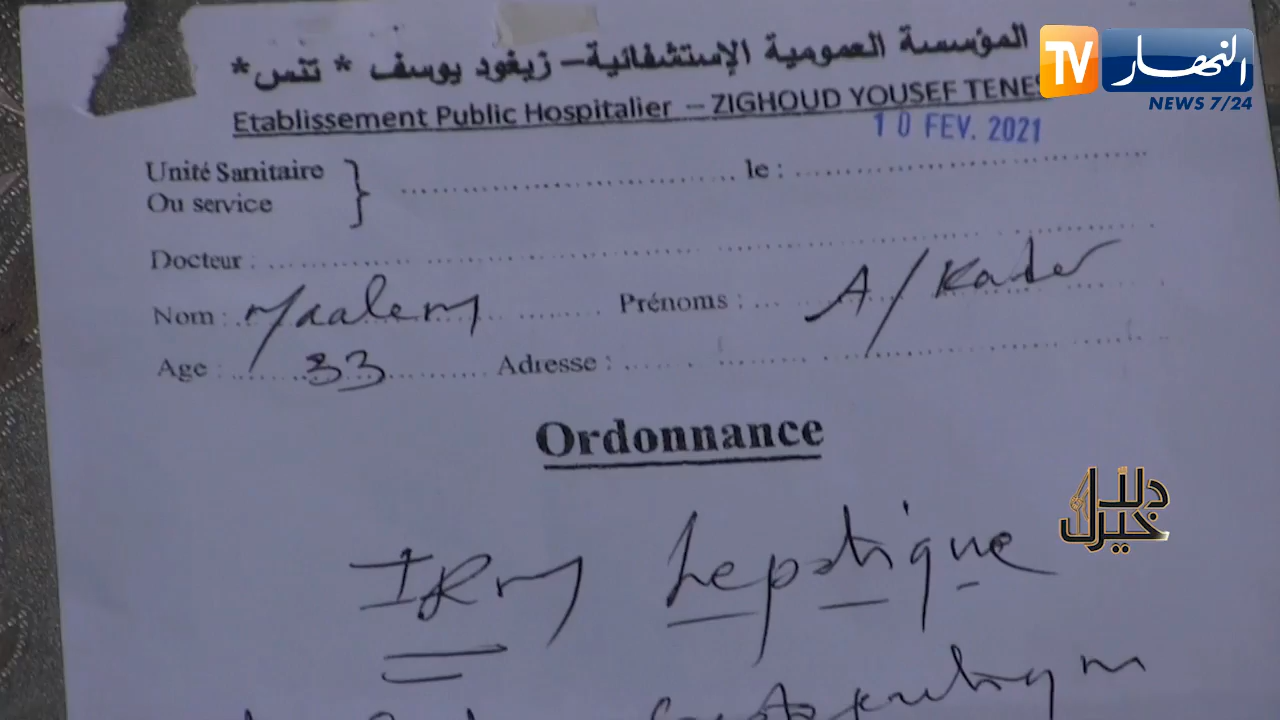 المؤسسة العمومية الإستشفائية – زيغود يوسف * تنس*
Etablissement Public Hospitalier – ZIGHOUD YOUSEF TENES
10 FEV. 2021
Unité Sanitaire
Ou service
le :
Docteur :
Nom : Maalem Prénoms : A/Kader
Age : 33 Adresse :
Ordonnance
IRM hepatique
النهار TV
NEWS 7/24
دلال خير